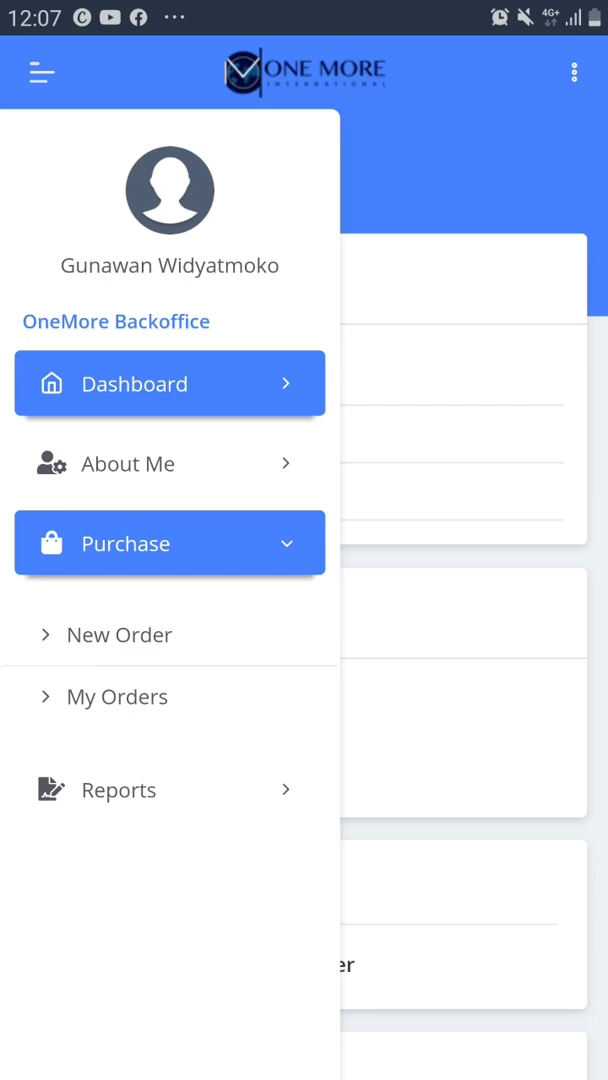 12:07
4G+
ONE MORE
INTERNATIONAL
Gunawan Widyatmoko
OneMore Backoffice
Dashboard
About Me
Purchase
New Order
My Orders
Reports
er